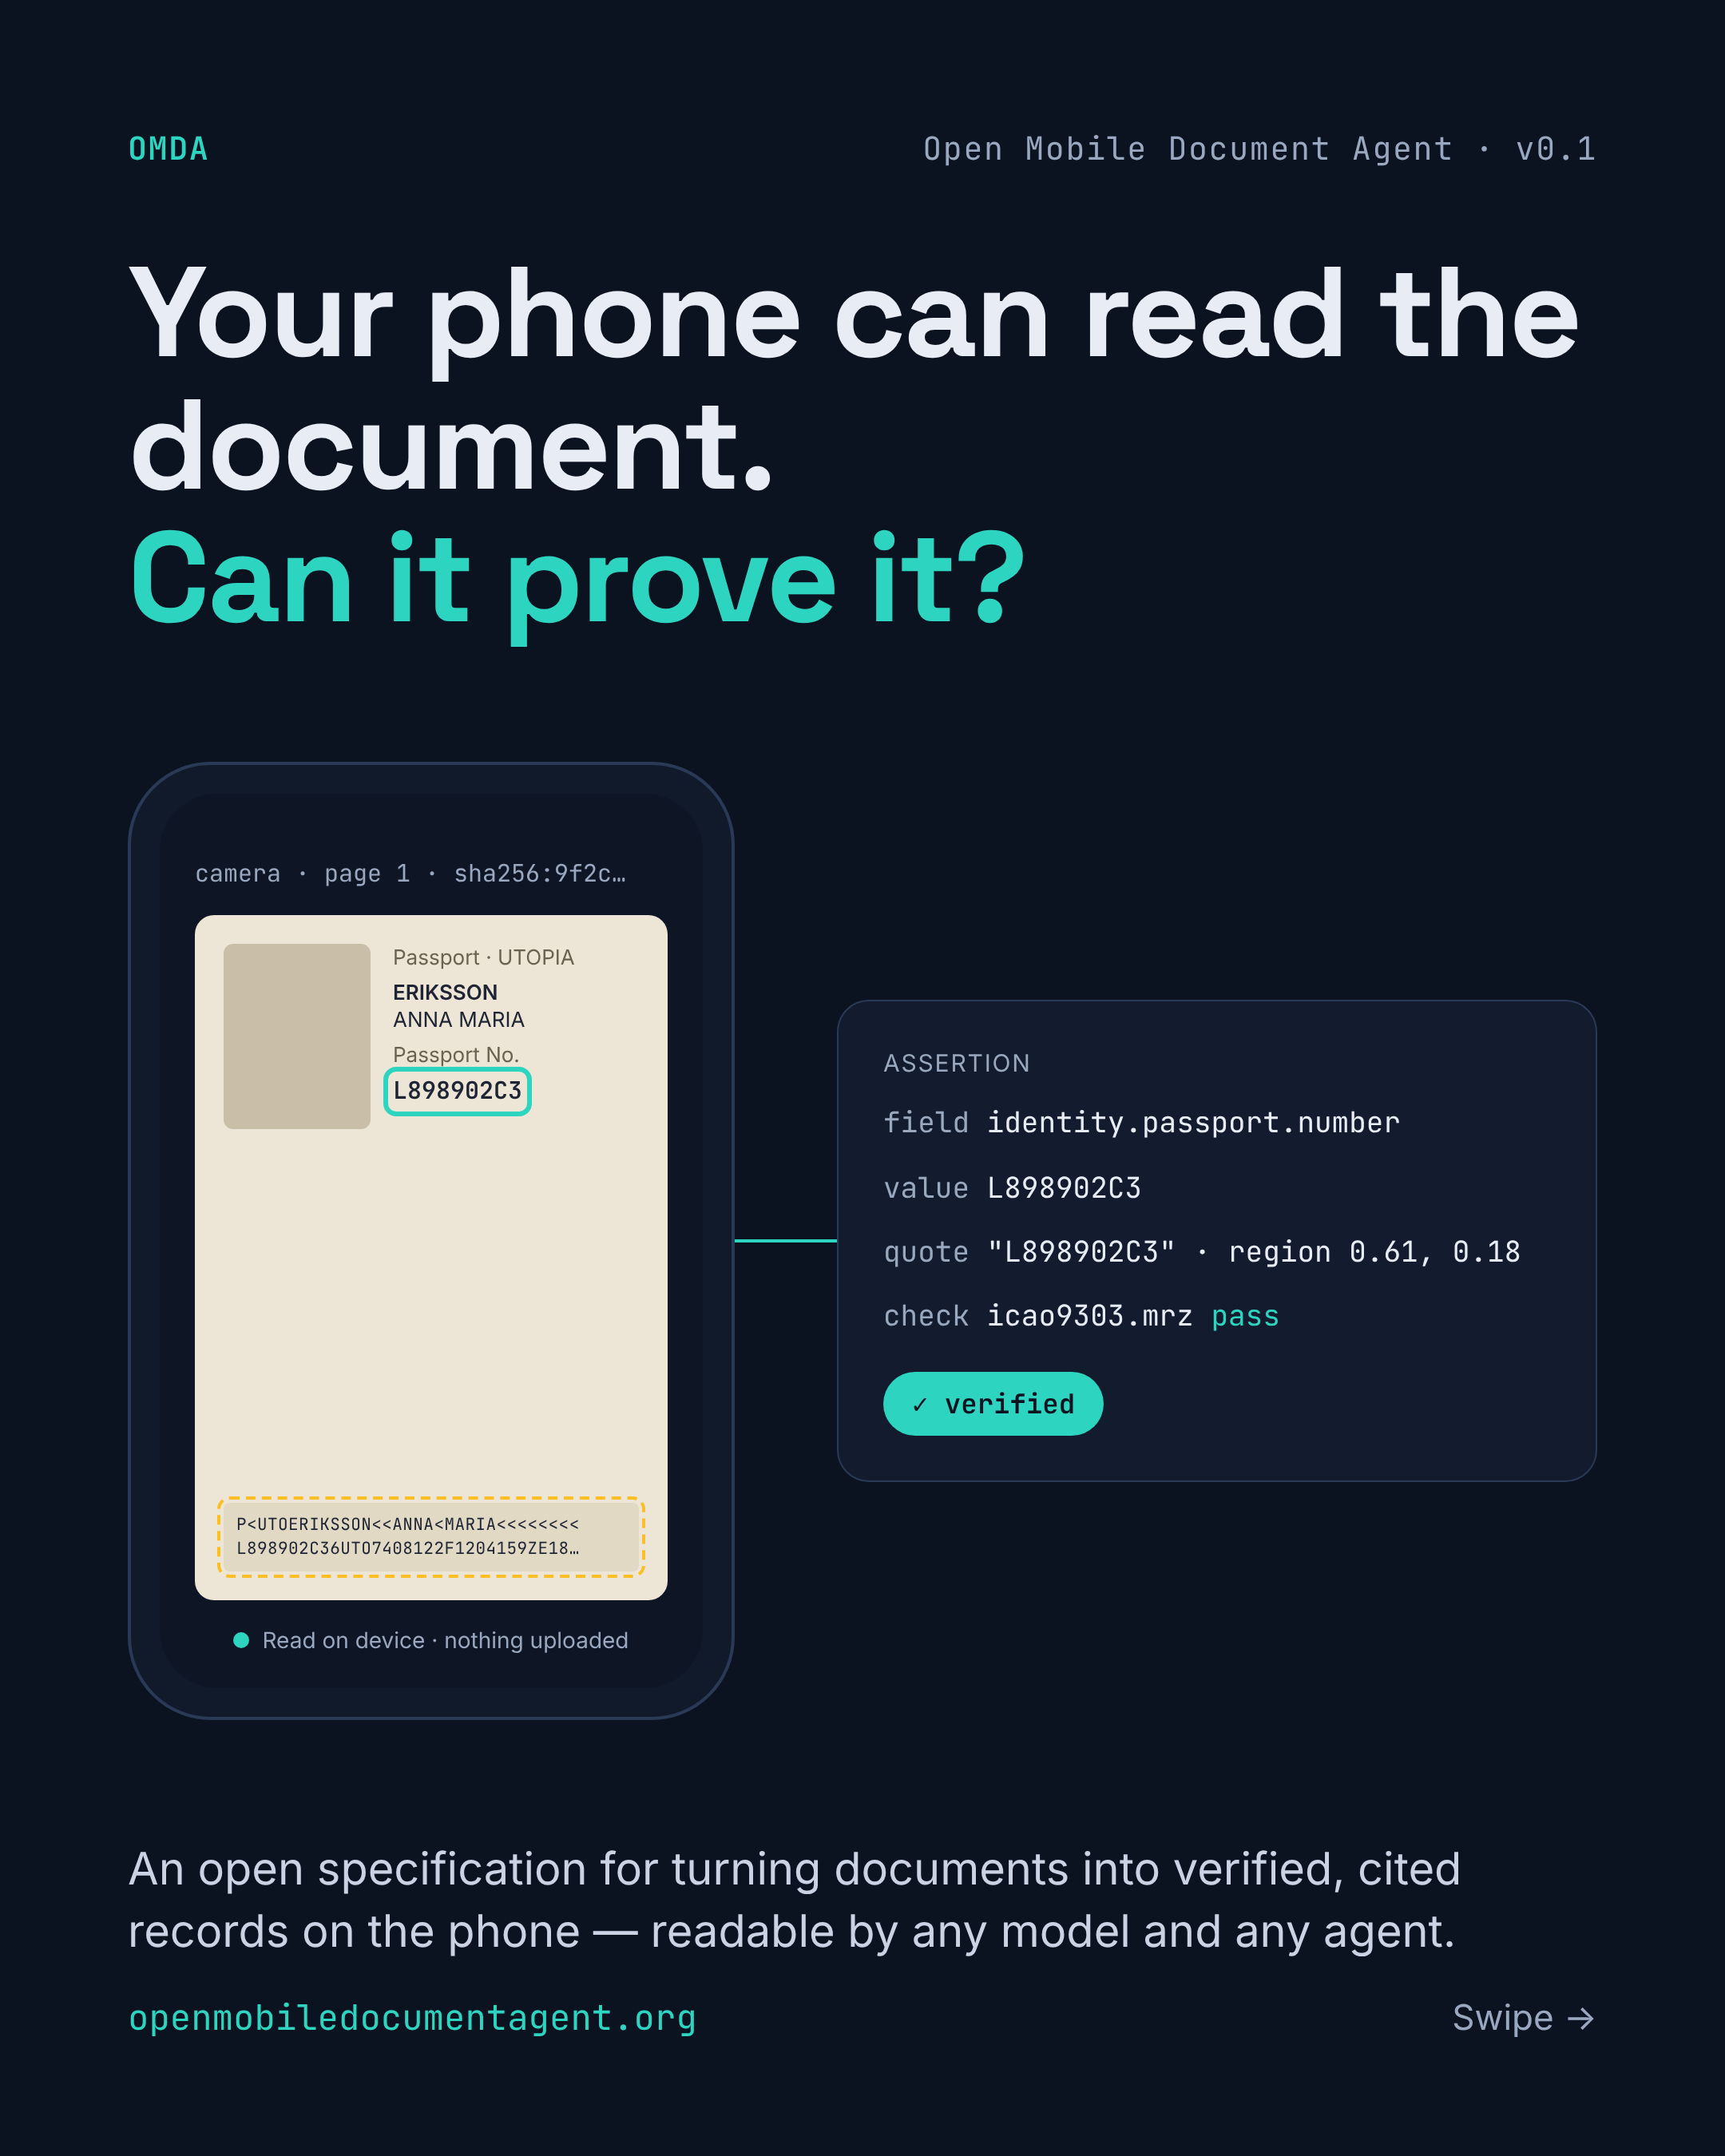 OMDA
Open Mobile Document Agent · v0.1
Your phone can read the
document.
Can it prove it?
camera · page 1 · sha256:9f2c…
Passport · UTOPIA
ERIKSSON
ANNA MARIA
Passport No.
L898902C3
P<UTOERIKSSON<<ANNA<MARIA<<<<<<<<
L898902C36UTO7408122F1204159ZE18…
Read on device · nothing uploaded
ASSERTION
field identity.passport.number
value L898902C3
quote "L898902C3" · region 0.61, 0.18
check icao9303.mrz pass
✓ verified
An open specification for turning documents into verified, cited
records on the phone — readable by any model and any agent.
openmobiledocumentagent.org
Swipe →